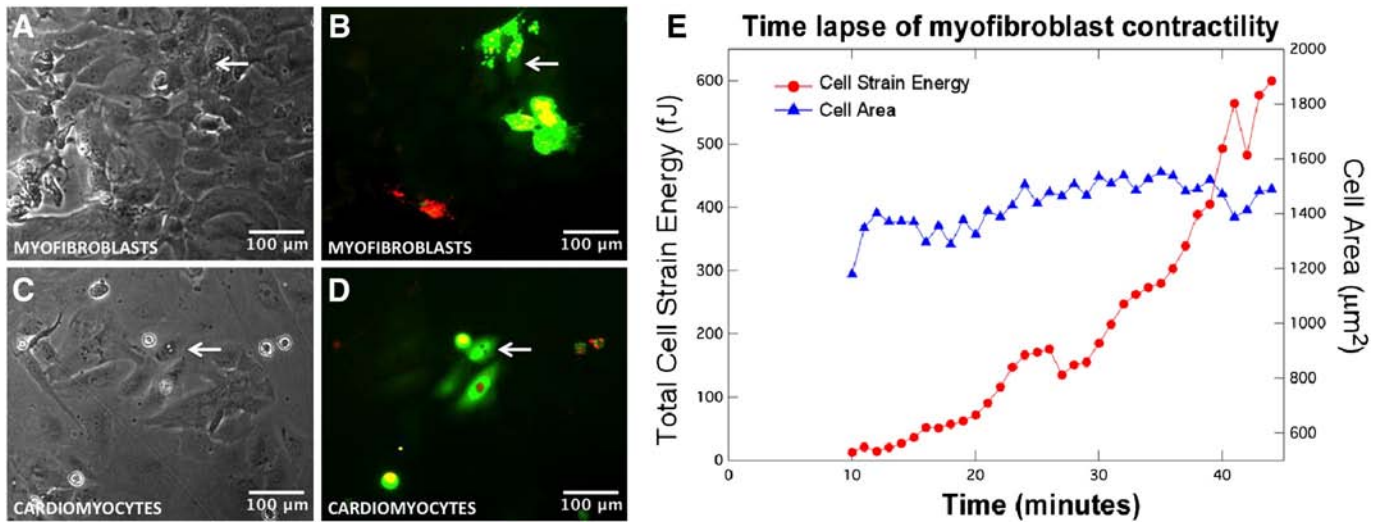 A
MYOFIBROBLASTS
100 μm
B
MYOFIBROBLASTS
100 μm
C
CARDIOMYOCYTES
100 μm
D
CARDIOMYOCYTES
100 μm
E
Time lapse of myofibroblast contractility
Cell Strain Energy
Cell Area
Total Cell Strain Energy (fJ)
600
500
400
300
200
100
0
2000
1800
1600
1400
1200
1000
800
600
Cell Area (μm²)
0
10
20
30
40
Time (minutes)